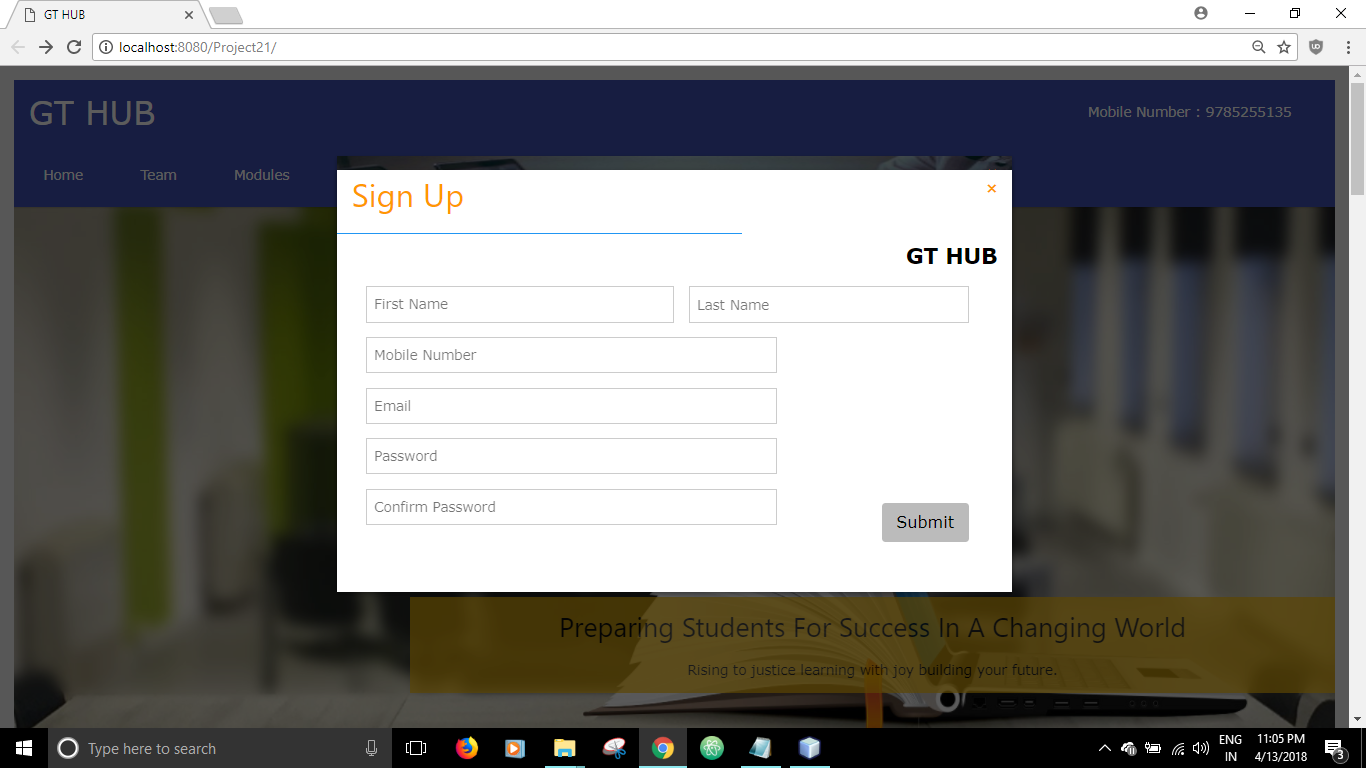 GT HUB
localhost:8080/Project21/
GT HUB
Mobile Number : 9785255135
Home Team Modules
Sign Up ×
GT HUB
First Name Last Name
Mobile Number
Email
Password
Confirm Password
Submit
Preparing Students For Success In A Changing World
Rising to justice learning with joy building your future.
Type here to search
ENG 11:05 PM
IN 4/13/2018 3